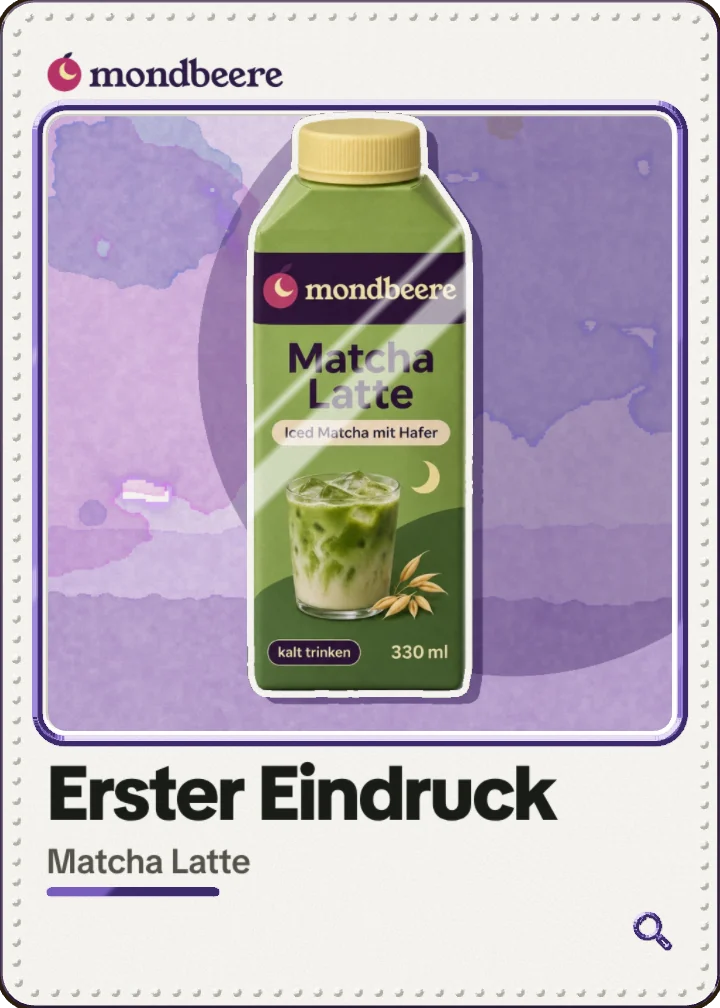 mondbeere
mondbeere
Matcha
Latte
Iced Matcha mit Hafer
kalt trinken
330 ml
Erster Eindruck
Matcha Latte